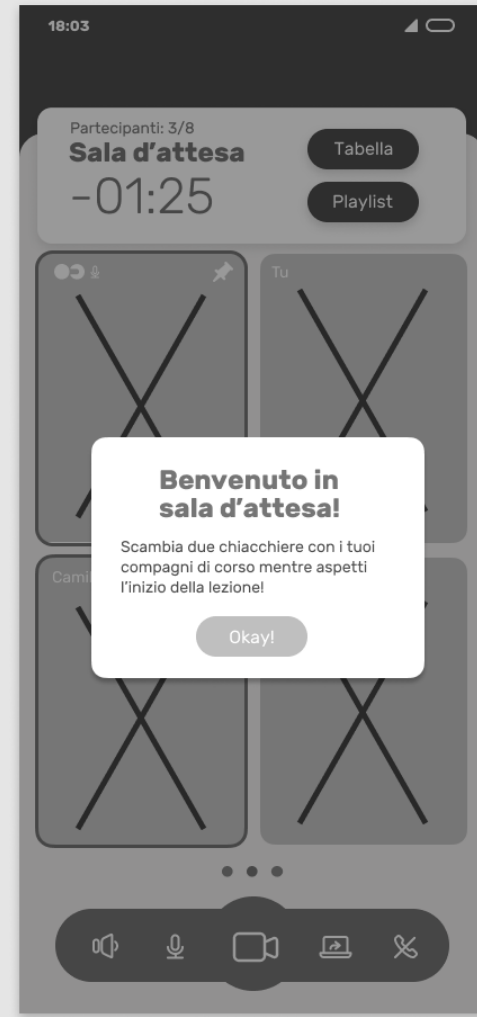 18:03
Partecipanti: 3/8
Sala d’attesa
-01:25
Tabella
Playlist
Tu
Benvenuto in
sala d’attesa!
Scambia due chiacchiere con i tuoi
compagni di corso mentre aspetti
l’inizio della lezione!
Okay!